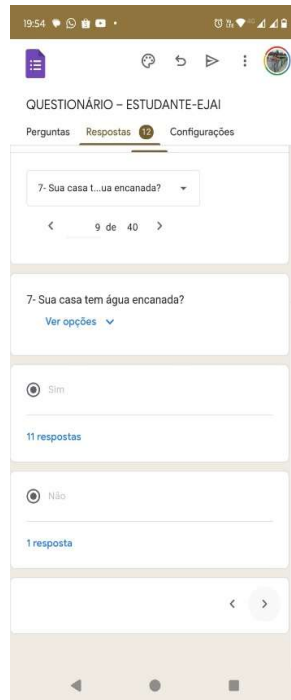 19:54
QUESTIONÁRIO – ESTUDANTE-EJAI
Perguntas Respostas 12 Configurações
7- Sua casa t...ua encanada?
9 de 40
7- Sua casa tem água encanada?
Ver opções
Sim
11 respostas
Não
1 resposta